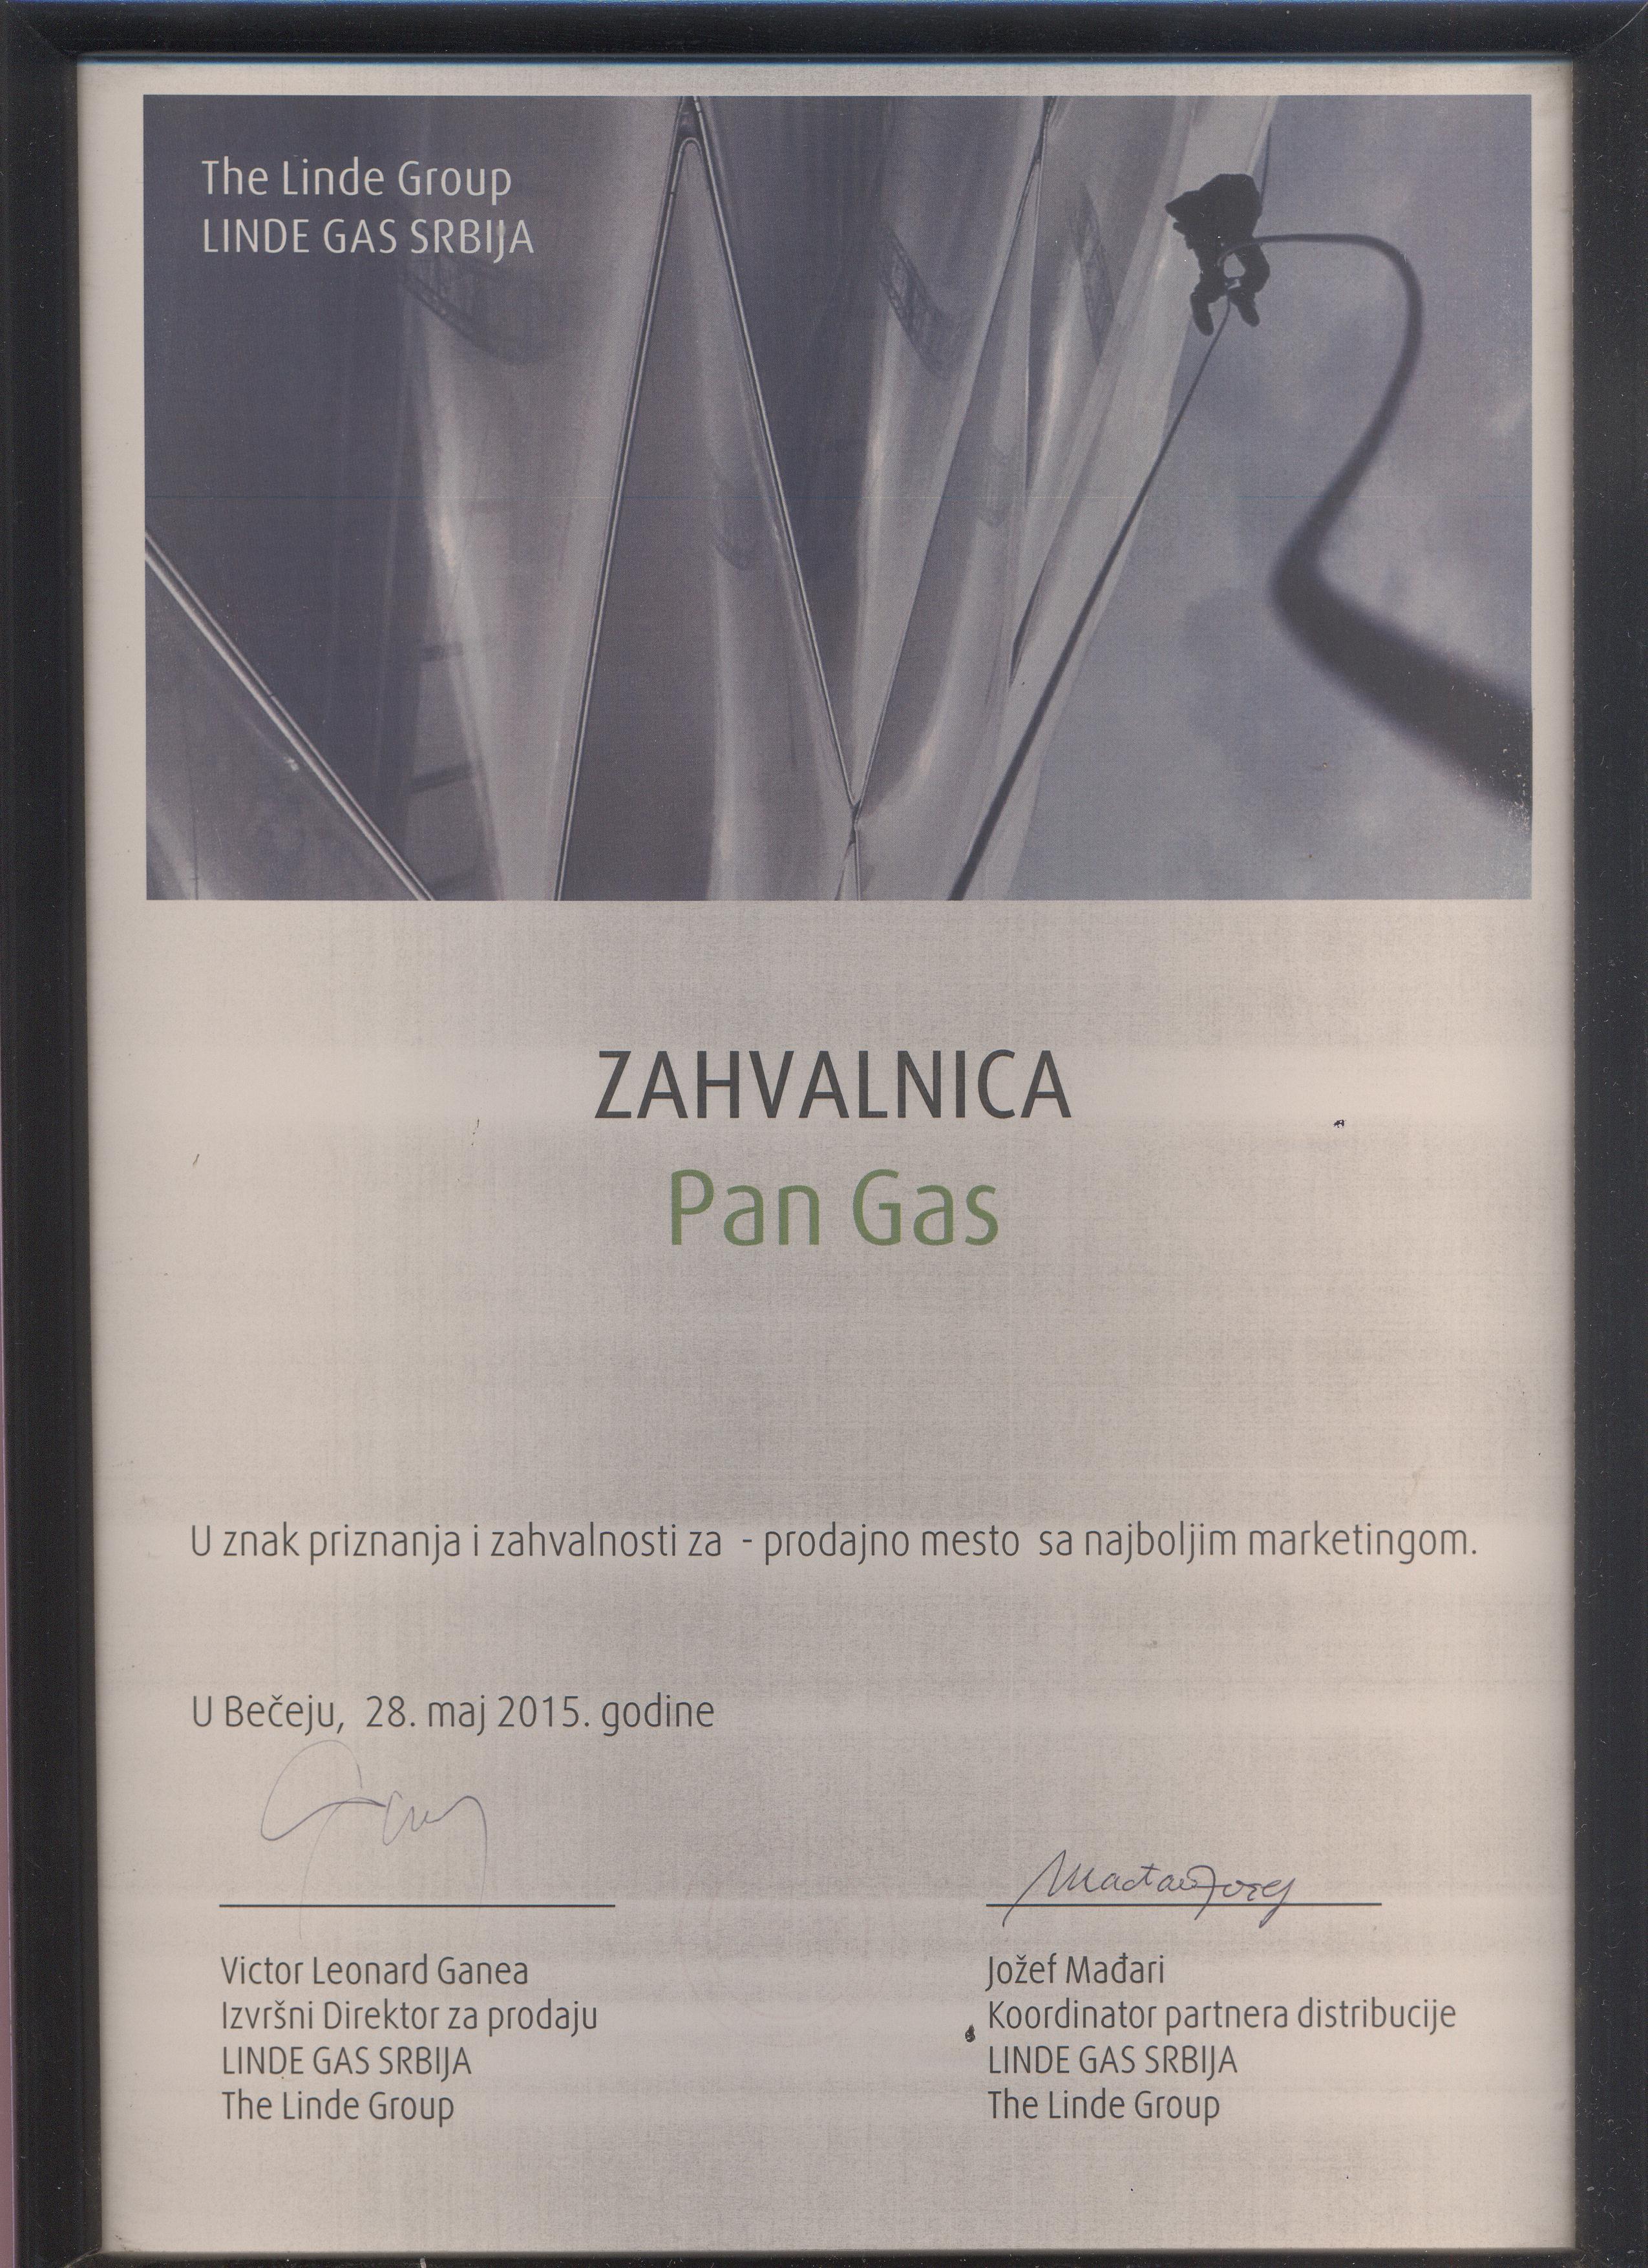 The Linde Group
LINDE GAS SRBIJA
ZAHVALNICA
Pan Gas
U znak priznanja i zahvalnosti za - prodajno mesto sa najboljim marketingom.
U Bečeju, 28. maj 2015. godine
Victor Leonard Ganea
Izvršni Direktor za prodaju
LINDE GAS SRBIJA
The Linde Group
Jožef Mađari
Koordinator partnera distribucije
LINDE GAS SRBIJA
The Linde Group